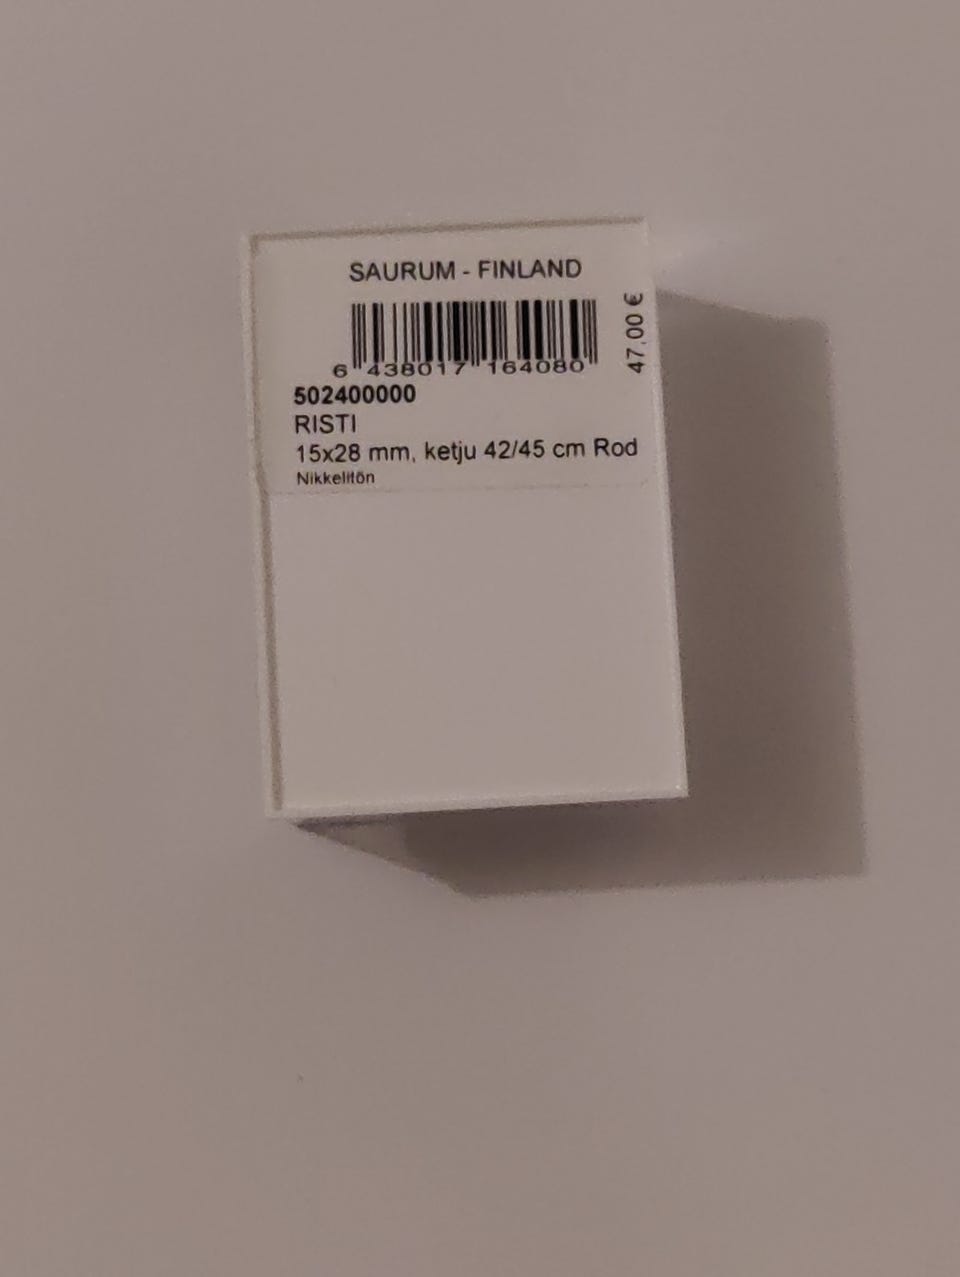 SAURUM - FINLAND
6 438017 164080
47,00 €
502400000
RISTI
15x28 mm, ketju 42/45 cm Rod
Nikkelitön